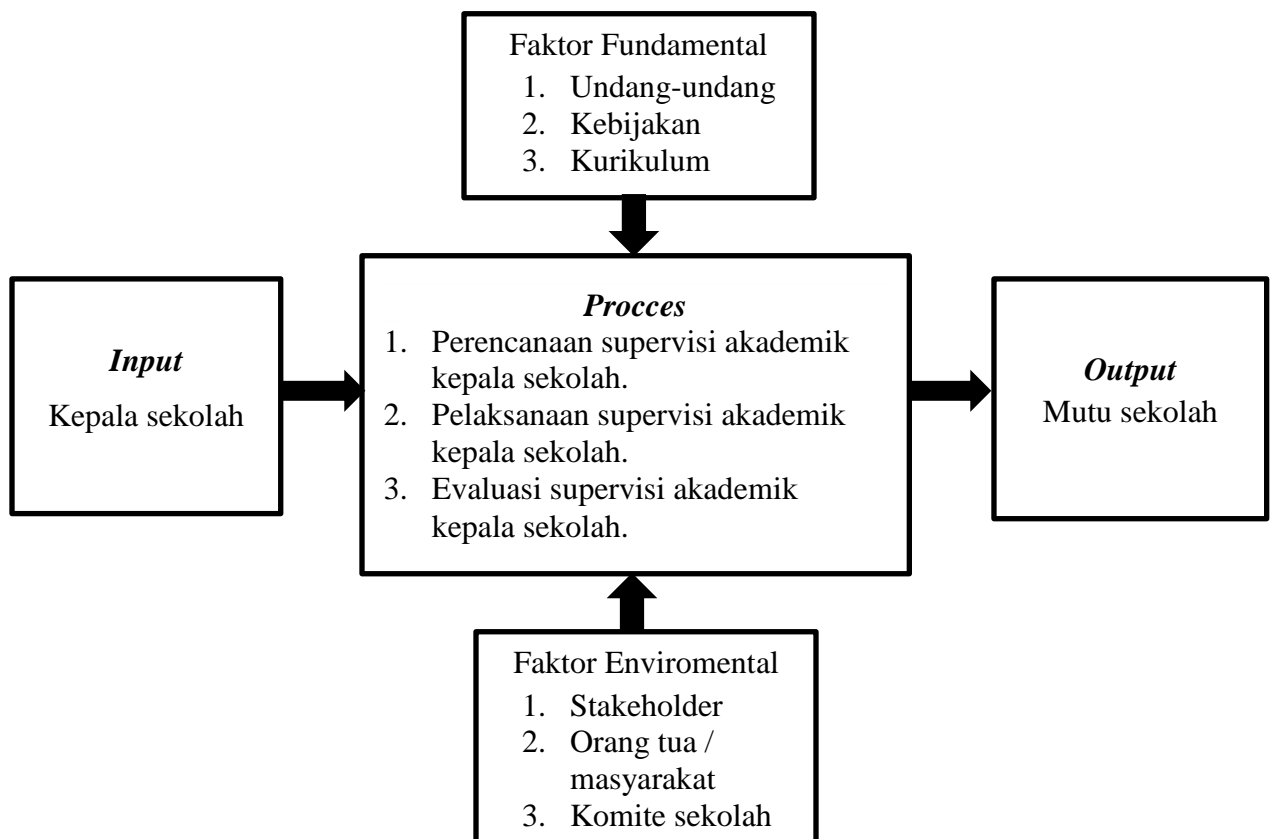 Faktor Fundamental
1. Undang-undang
2. Kebijakan
3. Kurikulum
Input
Kepala sekolah
Procces
1. Perencanaan supervisi akademik
kepala sekolah.
2. Pelaksanaan supervisi akademik
kepala sekolah.
3. Evaluasi supervisi akademik
kepala sekolah.
Output
Mutu sekolah
Faktor Enviromental
1. Stakeholder
2. Orang tua /
masyarakat
3. Komite sekolah